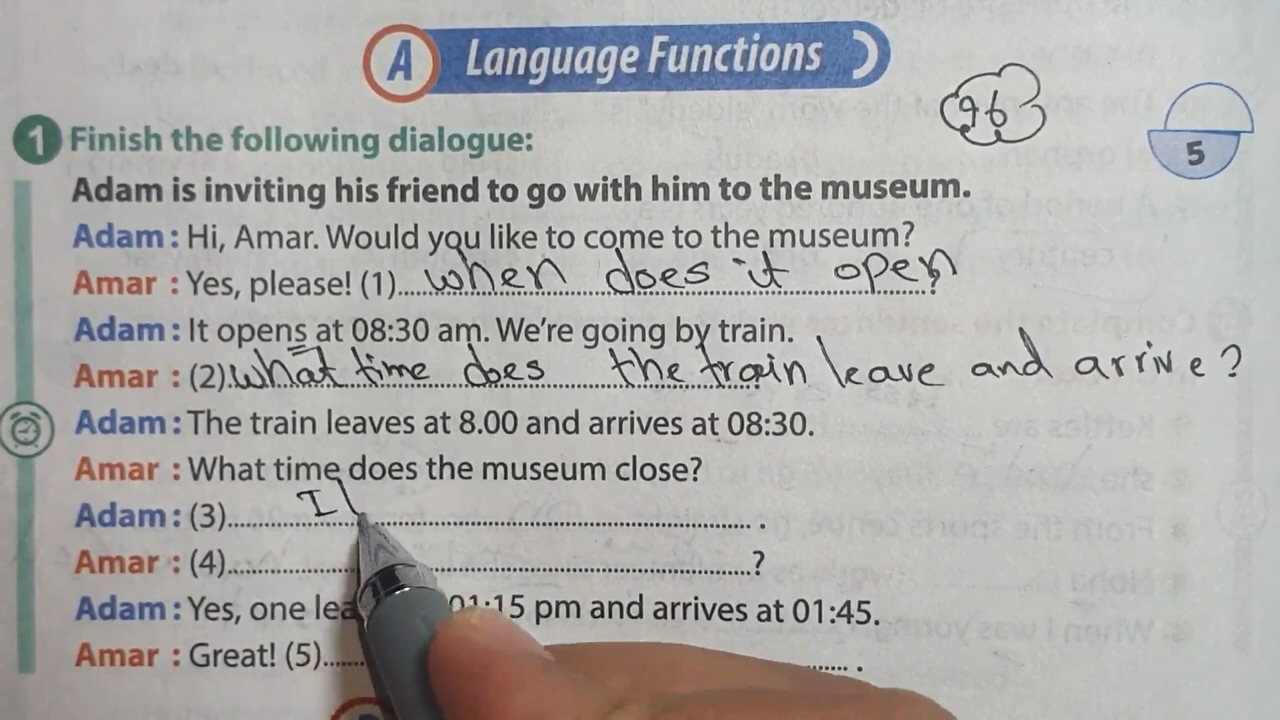 A Language Functions
96
5
1 Finish the following dialogue:
Adam is inviting his friend to go with him to the museum.
Adam: Hi, Amar. Would you like to come to the museum?
Amar : Yes, please! (1) when does it open ?
Adam: It opens at 08:30 am. We're going by train.
Amar : (2) what time does the train leave and arrive ?
Adam: The train leaves at 8.00 and arrives at 08:30.
Amar : What time does the museum close?
Adam: (3) I .
Amar : (4) ?
Adam: Yes, one 01:15 pm and arrives at 01:45.
Amar : Great! (5) .